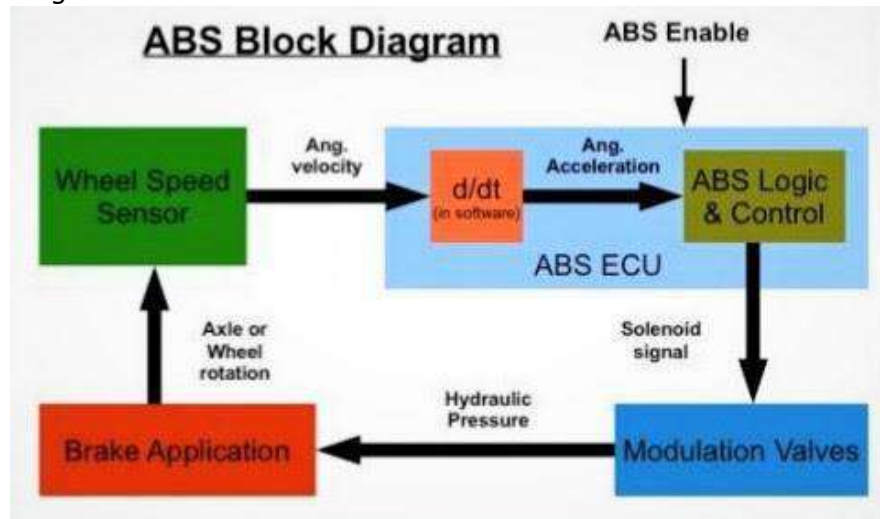 ABS Block Diagram
ABS Enable
Wheel Speed
Sensor
Ang.
velocity
d/dt
(in software)
Ang.
Acceleration
ABS Logic
& Control
ABS ECU
Axle or
Wheel
rotation
Solenoid
signal
Brake Application
Hydraulic
Pressure
Modulation Valves